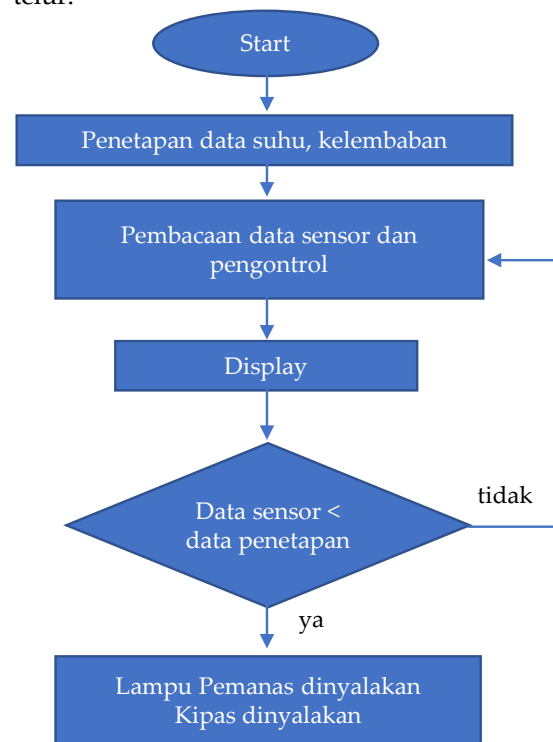 telur.
Start
Penetapan data suhu, kelembaban
Pembacaan data sensor dan
pengontrol
Display
Data sensor <
data penetapan
tidak
ya
Lampu Pemanas dinyalakan
Kipas dinyalakan